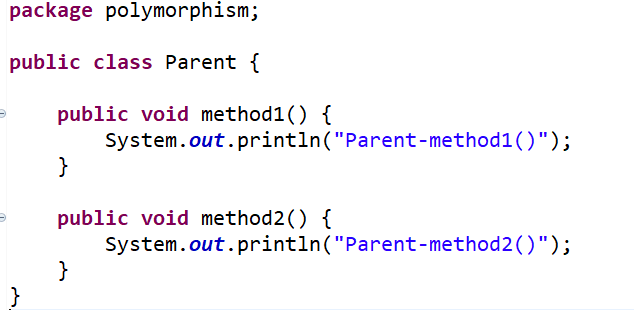 package polymorphism;
public class Parent {
public void method1() {
System.out.println("Parent-method1()");
}
public void method2() {
System.out.println("Parent-method2()");
}
}